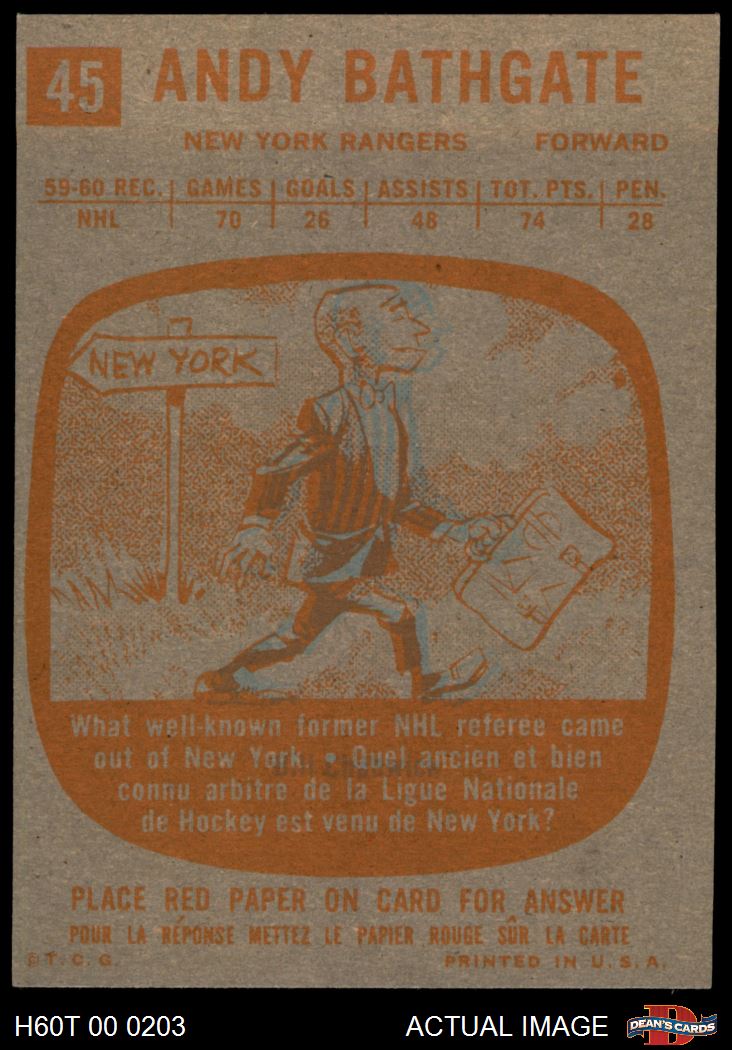 45 ANDY BATHGATE
NEW YORK RANGERS FORWARD
59-60 REC. GAMES GOALS ASSISTS TOT. PTS. PEN.
NHL 70 26 48 74 28
NEW YORK
What well-known former NHL referee came
out of New York. • Quel ancien et bien
connu arbitre de la Ligue Nationale
de Hockey est venu de New York?
PLACE RED PAPER ON CARD FOR ANSWER
POUR LA RÉPONSE METTEZ LE PAPIER ROUGE SÛR LA CARTE
©T.C.G. PRINTED IN U.S.A.
H60T 00 0203 ACTUAL IMAGE D DEAN'S CARDS